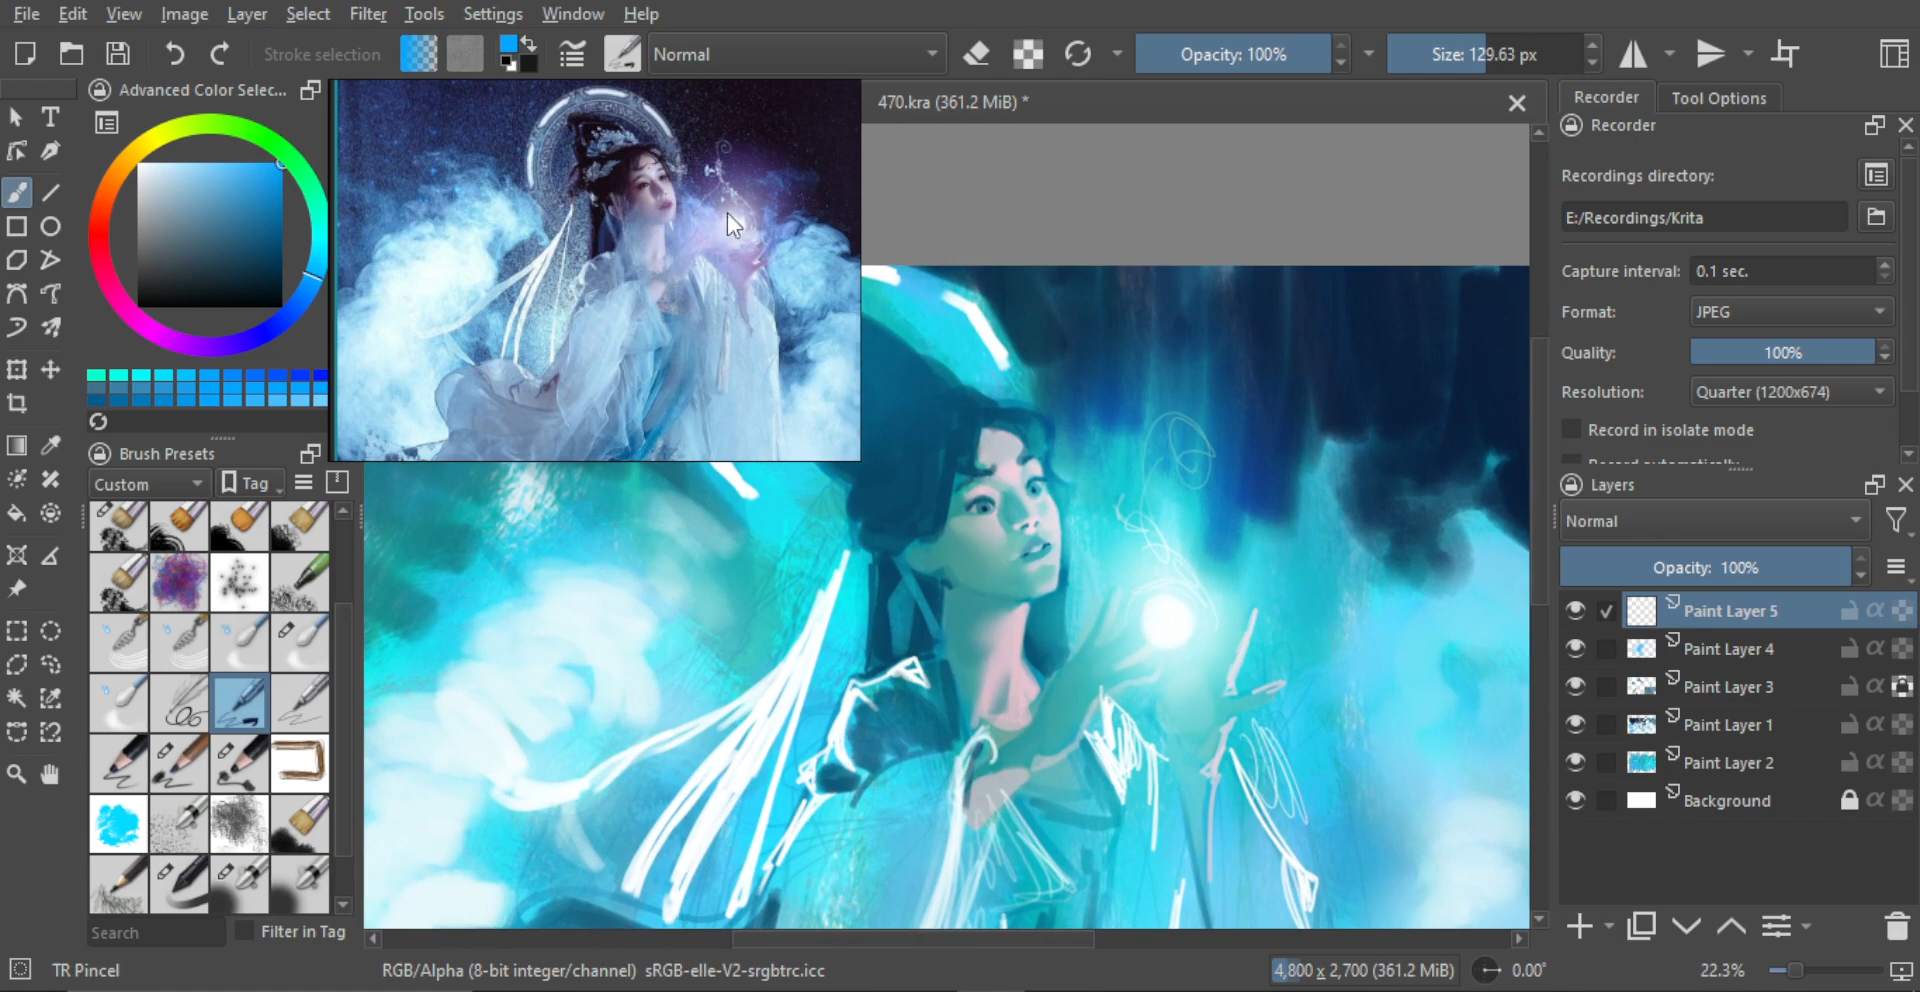 File Edit View Image Layer Select Filter Tools Settings Window Help
Stroke selection
Normal
Opacity: 100%
Size: 129.63 px
Advanced Color Selec...
470.kra (361.2 MiB) *
Recorder
Tool Options
Recorder
Recordings directory:
E:/Recordings/Krita
Capture interval: 0.1 sec.
Format: JPEG
Quality: 100%
Resolution: Quarter (1200x674)
Record in isolate mode
Record automatically
Brush Presets
Custom
Tag
Layers
Normal
Opacity: 100%
Paint Layer 5
Paint Layer 4
Paint Layer 3
Paint Layer 1
Paint Layer 2
Background
Search
Filter in Tag
TR Pincel
RGB/Alpha (8-bit integer/channel) sRGB-elle-V2-srgbtrc.icc
4,800 x 2,700 (361.2 MiB)
0.00°
22.3%